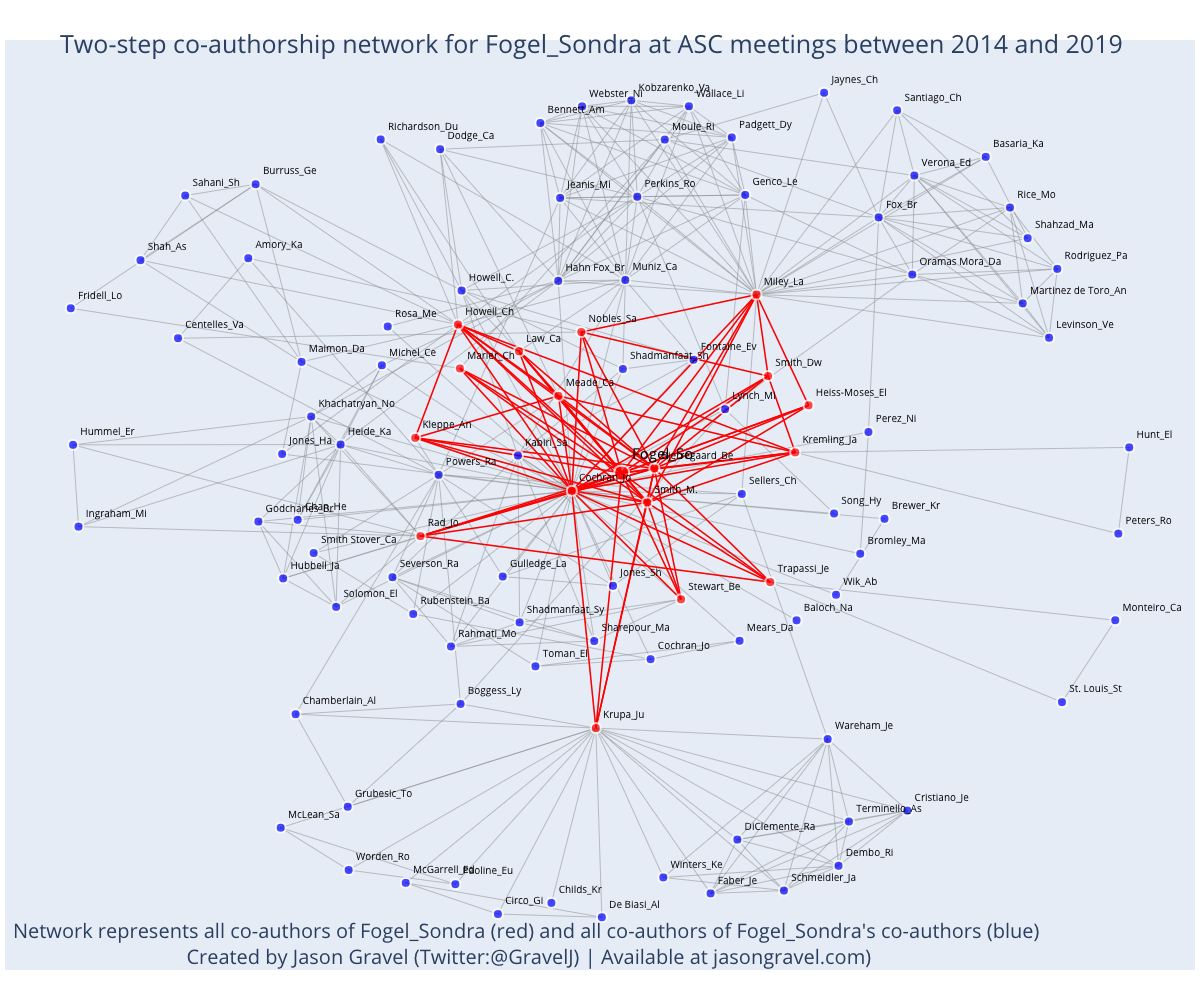 Two-step co-authorship network for Fogel_Sondra at ASC meetings between 2014 and 2019
Jaynes_Ch
Kobzarenko_Va
Webster_Ni
Wallace_Li
Santiago_Ch
Bennett_Am
Richardson_Du
Moule_Ri
Padgett_Dy
Dodge_Ca
Basaria_Ka
Verona_Ed
Burruss_Ge
Sahani_Sh
Jeanis_Mi
Perkins_Ro
Genco_Le
Rice_Mo
Fox_Br
Shahzad_Ma
Shah_As
Amory_Ka
Rodriguez_Pa
Oramas Mora_Da
Hahn Fox_Br
Muniz_Ca
Howell_C.
Miley_La
Martinez de Toro_An
Fridell_Lo
Rosa_Me
Howell_Ch
Nobles_Sa
Centelles_Va
Levinson_Ve
Law_Ca
Maimon_Da
Michel_Ce
Marier_Ch
Shadmanfaat_Sh
Fontaine_Ev
Smith_Dw
Meade_Ca
Heiss-Moses_El
Lynch_Mi
Khachatryan_No
Kleppe_An
Perez_Ni
Hummel_Er
Jones_Ha
Heide_Ka
Kabiri_Sa
Fogel_So
Kremling_Ja
Hunt_El
Powers_Ra
Cochran_Jo
Smith_M.
Sellers_Ch
Godcharles_Br
Chan_He
Ingraham_Mi
Rad_Jo
Song_Hy
Brewer_Kr
Peters_Ro
Smith Stover_Ca
Bromley_Ma
Hubbell_Ja
Severson_Ra
Gulledge_La
Jones_Sh
Stewart_Be
Trapassi_Je
Wik_Ab
Solomon_El
Rubenstein_Ba
Shadmanfaat_Sy
Baloch_Na
Monteiro_Ca
Rahmati_Mo
Sharepour_Ma
Mears_Da
Toman_El
Cochran_Jo
Chamberlain_Al
Boggess_Ly
St. Louis_St
Krupa_Ju
Wareham_Je
Grubesic_To
McLean_Sa
Cristiano_Je
Terminello_As
DiClemente_Ra
Worden_Ro
McGarrell_Ed
Paoline_Eu
Winters_Ke
Faber_Je
Dembo_Ri
Schmeidler_Ja
Circo_Gi
Childs_Kr
De Biasi_Al
Network represents all co-authors of Fogel_Sondra (red) and all co-authors of Fogel_Sondra's co-authors (blue)
Created by Jason Gravel (Twitter:@GravelJ) | Available at jasongravel.com)